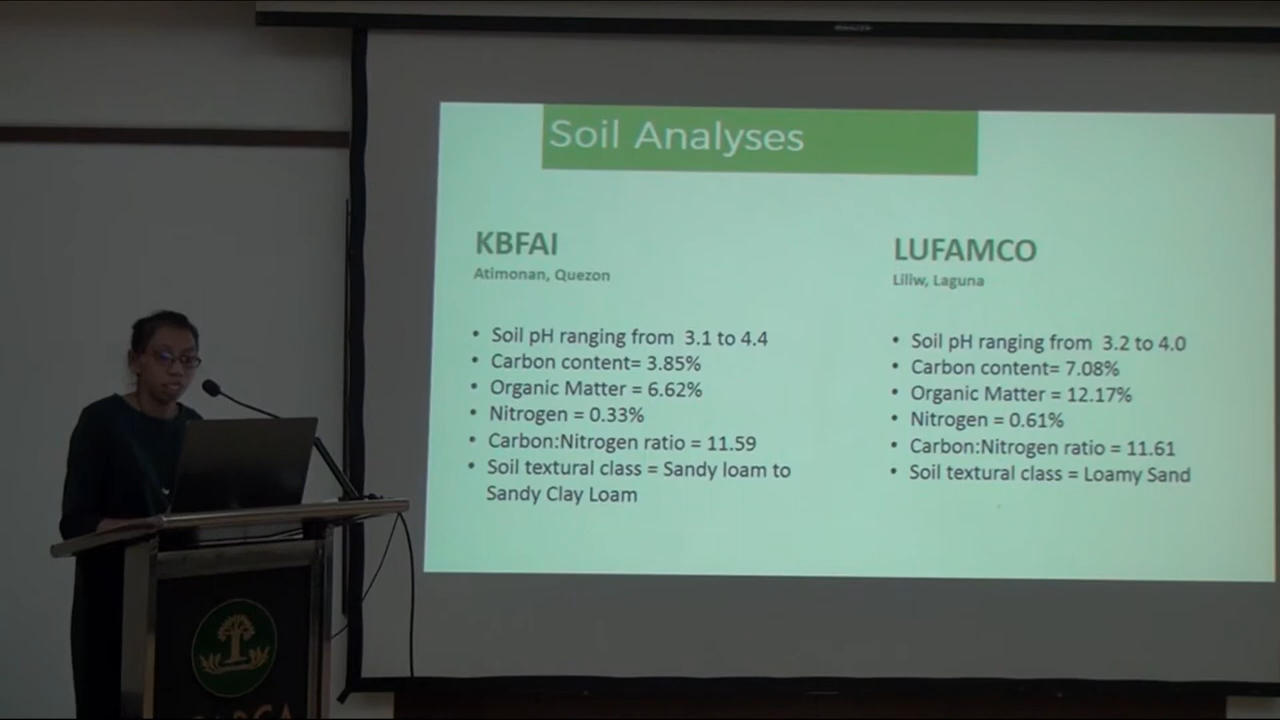 Soil Analyses
KBFAI
Atimonan, Quezon
• Soil pH ranging from 3.1 to 4.4
• Carbon content= 3.85%
• Organic Matter = 6.62%
• Nitrogen = 0.33%
• Carbon:Nitrogen ratio = 11.59
• Soil textural class = Sandy loam to
Sandy Clay Loam
LUFAMCO
Liliw, Laguna
• Soil pH ranging from 3.2 to 4.0
• Carbon content= 7.08%
• Organic Matter = 12.17%
• Nitrogen = 0.61%
• Carbon:Nitrogen ratio = 11.61
• Soil textural class = Loamy Sand